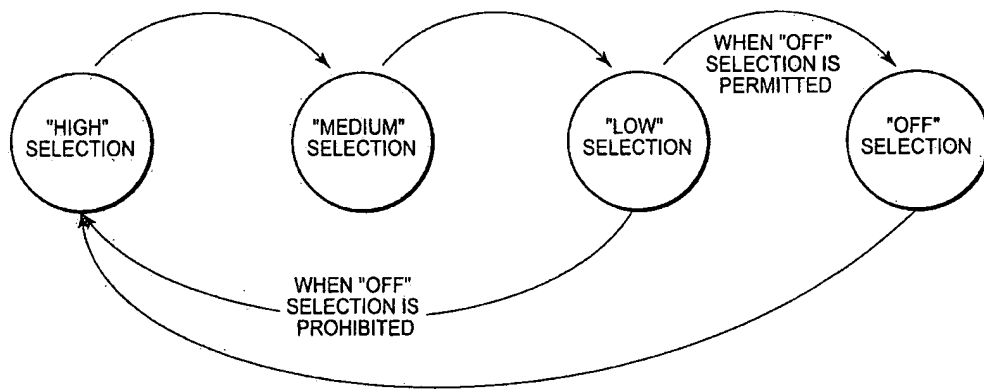 WHEN "OFF"
SELECTION IS
PERMITTED
"HIGH"
SELECTION
"MEDIUM"
SELECTION
"LOW"
SELECTION
"OFF"
SELECTION
WHEN "OFF"
SELECTION IS
PROHIBITED